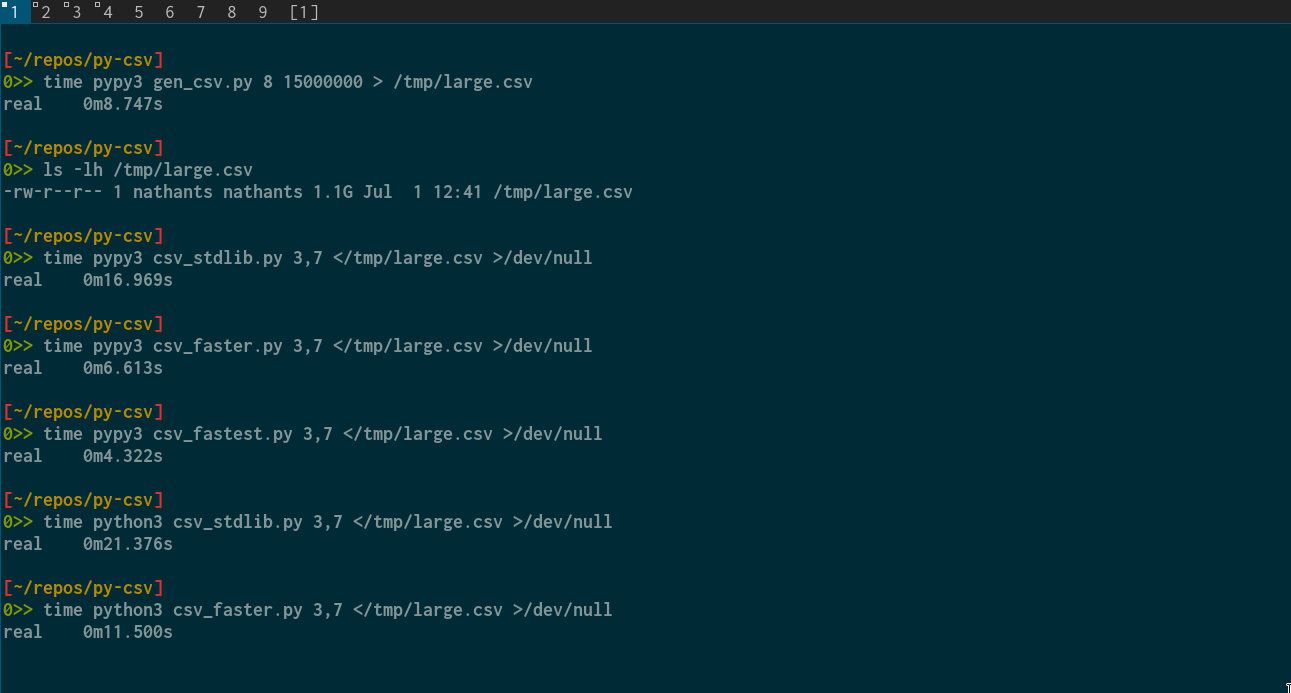 1 2 3 4 5 6 7 8 9 [1]
[~/repos/py-csv]
0>> time pypy3 gen_csv.py 8 15000000 > /tmp/large.csv
real    0m8.747s
[~/repos/py-csv]
0>> ls -lh /tmp/large.csv
-rw-r--r-- 1 nathants nathants 1.1G Jul  1 12:41 /tmp/large.csv
[~/repos/py-csv]
0>> time pypy3 csv_stdlib.py 3,7 </tmp/large.csv >/dev/null
real    0m16.969s
[~/repos/py-csv]
0>> time pypy3 csv_faster.py 3,7 </tmp/large.csv >/dev/null
real    0m6.613s
[~/repos/py-csv]
0>> time pypy3 csv_fastest.py 3,7 </tmp/large.csv >/dev/null
real    0m4.322s
[~/repos/py-csv]
0>> time python3 csv_stdlib.py 3,7 </tmp/large.csv >/dev/null
real    0m21.376s
[~/repos/py-csv]
0>> time python3 csv_faster.py 3,7 </tmp/large.csv >/dev/null
real    0m11.500s